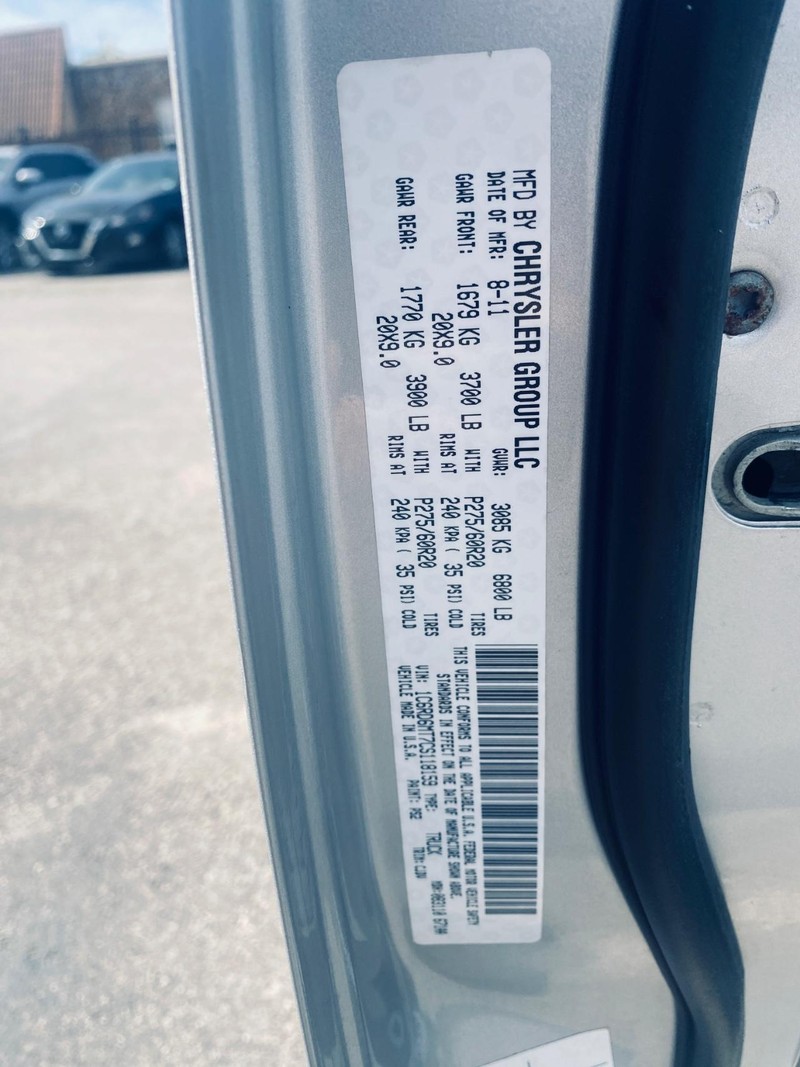 MFD BY CHRYSLER GROUP LLC
DATE OF MFR: 8-11 GVWR: 3085 KG 6800 LB
GAWR FRONT: 1679 KG 3700 LB WITH P275/60R20 TIRES
20X9.0 RIMS AT 240 KPA ( 35 PSI) COLD
GAWR REAR: 1770 KG 3900 LB WITH P275/60R20 TIRES
20X9.0 RIMS AT 240 KPA ( 35 PSI) COLD
THIS VEHICLE CONFORMS TO ALL APPLICABLE U.S.A. FEDERAL MOTOR VEHICLE SAFETY
STANDARDS IN EFFECT ON THE DATE OF MANUFACTURE SHOWN ABOVE.
VIN: TYPE: TRUCK
VEHICLE MADE IN U.S.A. PAINT: PS2 TRIM: